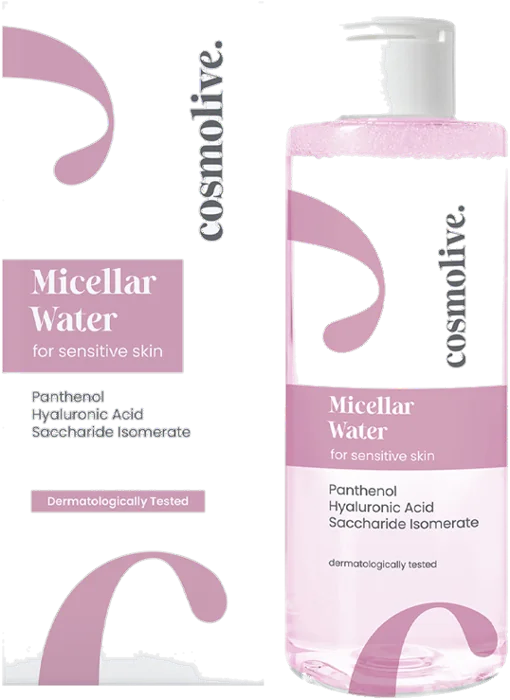 cosmolive.
Micellar
Water
for sensitive skin
Panthenol
Hyaluronic Acid
Saccharide Isomerate
Dermatologically Tested
cosmolive.
Micellar
Water
for sensitive skin
Panthenol
Hyaluronic Acid
Saccharide Isomerate
dermatologically tested